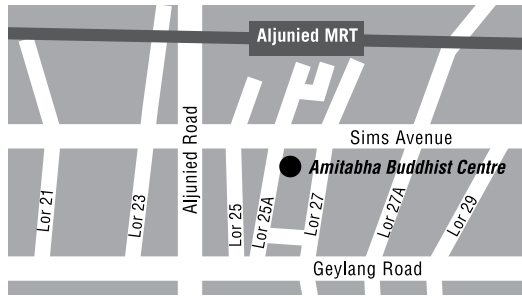 Aljunied MRT
Sims Avenue
Amitabha Buddhist Centre
Aljunied Road
Lor 21
Lor 23
Lor 25
Lor 25A
Lor 27
Lor 27A
Lor 29
Geylang Road